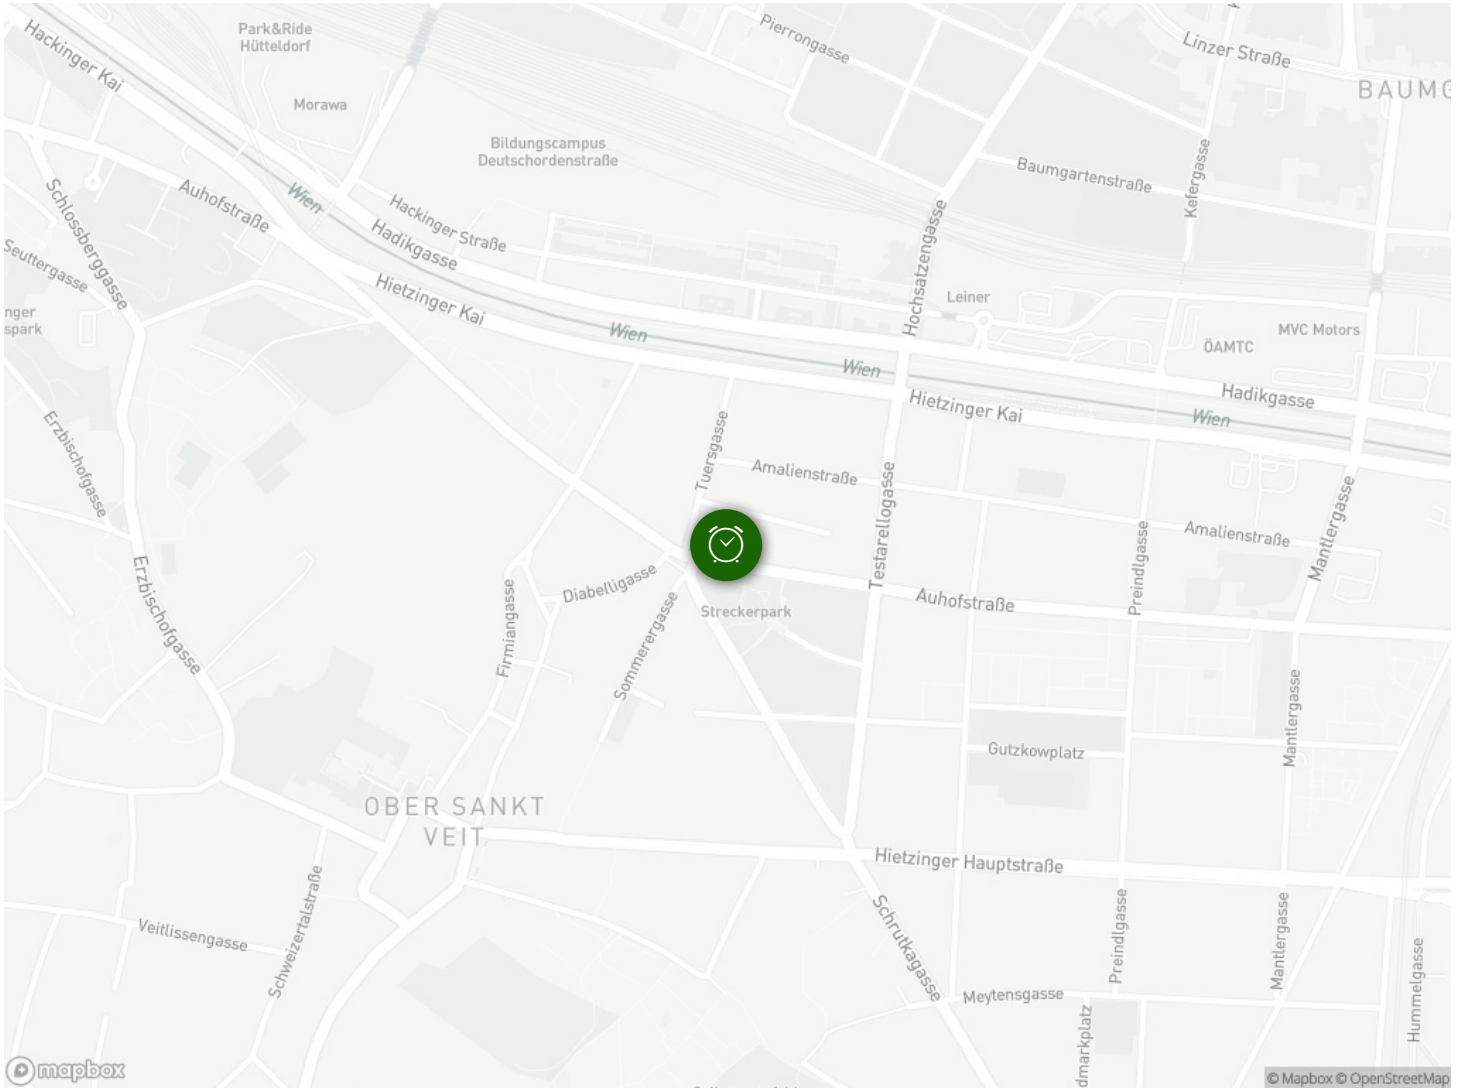 Park&Ride
Hütteldorf
Hackinger Kai
Morawa
Pierrongasse
Linzer Straße
BAUMG
Bildungscampus
Deutschordenstraße
Baumgartenstraße
Kefergasse
Auhofstraße
Wien
Hackinger Straße
Hadikgasse
Schlossberggasse
Seuttergasse
Hochsatzengasse
Hietzinger Kai
Leiner
nger
spark
Wien
MVC Motors
ÖAMTC
Wien
Hadikgasse
Hietzinger Kai
Wien
Erzbischofgasse
Tuersgasse
Amalienstraße
Testarellogasse
Amalienstraße
Mantlergasse
Preindlgasse
Erzbischofgasse
Diabelligasse
Auhofstraße
Streckerpark
Firmiangasse
Sommerergasse
Mantlergasse
Gutzkowplatz
OBER SANKT
VEIT
Hietzinger Hauptstraße
Schweizertalstraße
Veitlissengasse
Schrutkagasse
Preindlgasse
Mantlergasse
Hummelgasse
Meytensgasse
dmarkplatz
mapbox
© Mapbox © OpenStreetMap